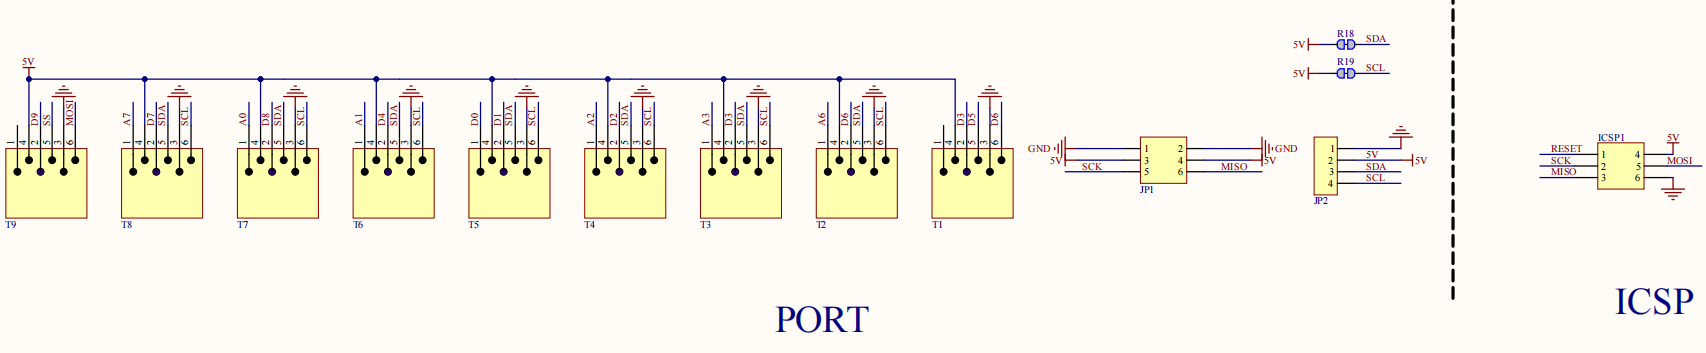 5V
D9
SS
MOSI
1 4 2 5 3 6
T9
A7
D7
SDA
SCL
1 4 2 5 3 6
T8
A0
D8
SDA
SCL
1 4 2 5 3 6
T7
A1
D4
SDA
SCL
1 4 2 5 3 6
T6
D0
D1
SDA
SCL
1 4 2 5 3 6
T5
A2
D2
SDA
SCL
1 4 2 5 3 6
T4
A3
D3
SDA
SCL
1 4 2 5 3 6
T3
A6
D6
SDA
SCL
1 4 2 5 3 6
T2
D3
D5
D6
1 4 2 5 3 6
T1
GND 1 2 GND
5V 3 4 5V
SCK 5 6 MISO
JP1
R18
5V SDA
R19
5V SCL
1
2 5V 5V
3 SDA
4 SCL
JP2
PORT
ICSP1
5V
RESET 1 4
SCK 2 5 MOSI
MISO 3 6
ICSP